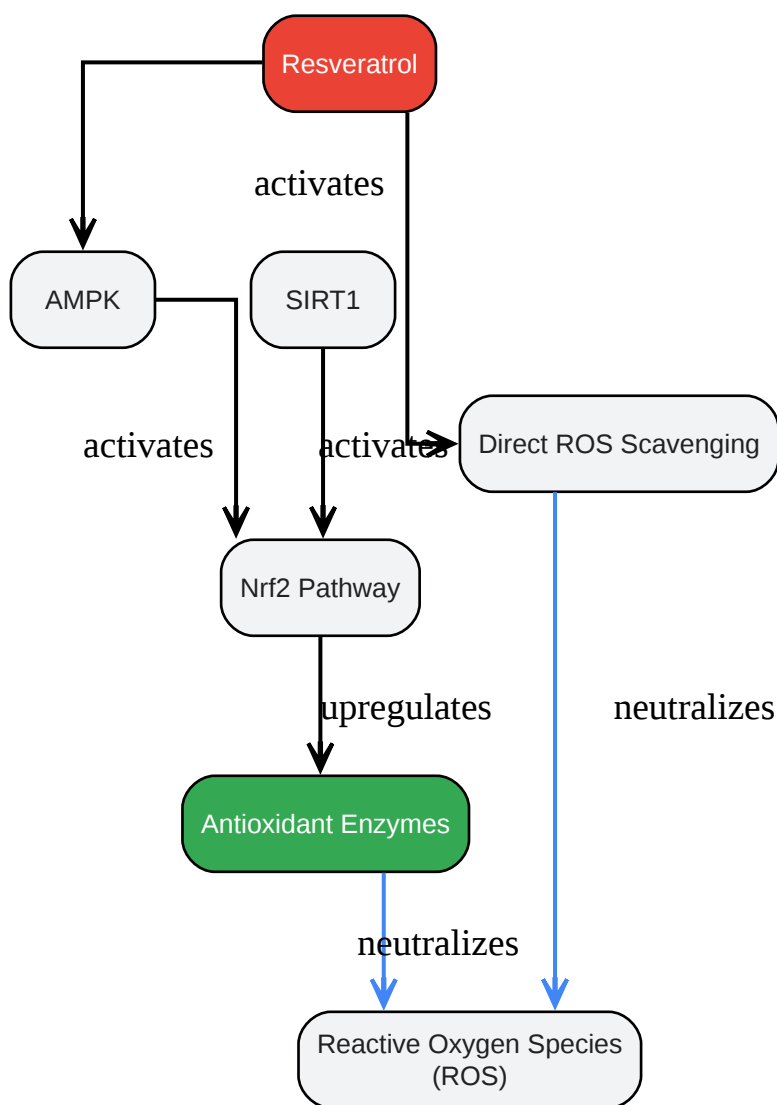 Resveratrol
activates
AMPK
SIRT1
activates
activates
Direct ROS Scavenging
Nrf2 Pathway
upregulates
neutralizes
Antioxidant Enzymes
neutralizes
Reactive Oxygen Species
(ROS)